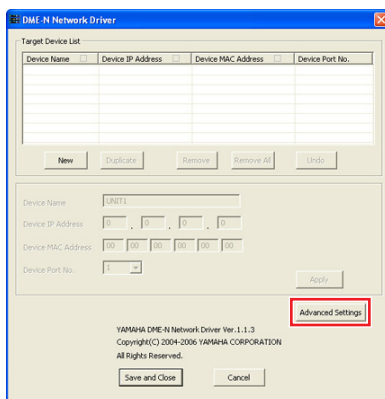 DME-N Network Driver
Target Device List
Device Name Device IP Address Device MAC Address Device Port No.
New Duplicate Remove Remove All Undo
Device Name UNIT1
Device IP Address 0 . 0 . 0 . 0
Device MAC Address 00 00 00 00 00 00
Device Port No. 1
Apply
Advanced Settings
YAMAHA DME-N Network Driver Ver.1.1.3
Copyright(C) 2004-2006 YAMAHA CORPORATION
All Rights Reserved.
Save and Close Cancel